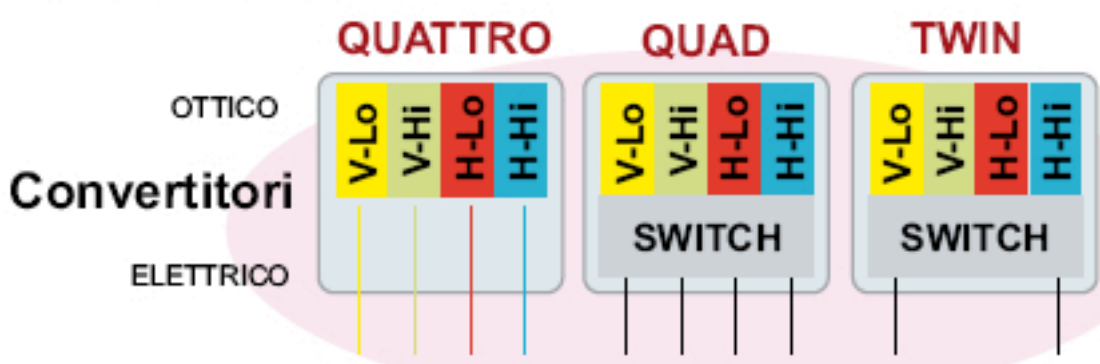 QUATTRO QUAD TWIN
OTTICO
V-Lo V-Hi H-Lo H-Hi V-Lo V-Hi H-Lo H-Hi V-Lo V-Hi H-Lo H-Hi
Convertitori
SWITCH SWITCH
ELETTRICO